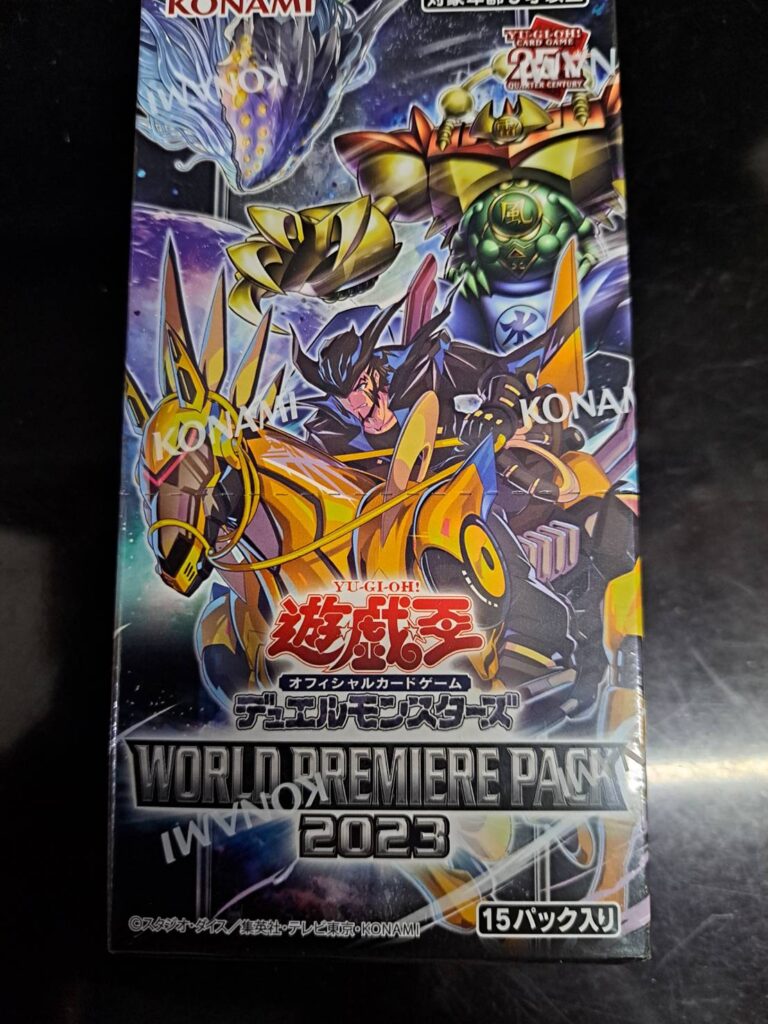 KONAMI
YU-GI-OH!
CARD GAME
25th
QUARTER CENTURY
KONAMI
風
水
KONAMI
KONAMI
YU-GI-OH!
遊戯王
オフィシャルカードゲーム
デュエルモンスターズ
WORLD PREMIERE PACK
2023
KONAMI
KONAMI
©スタジオ・ダイス/集英社・テレビ東京・KONAMI
15パック入り